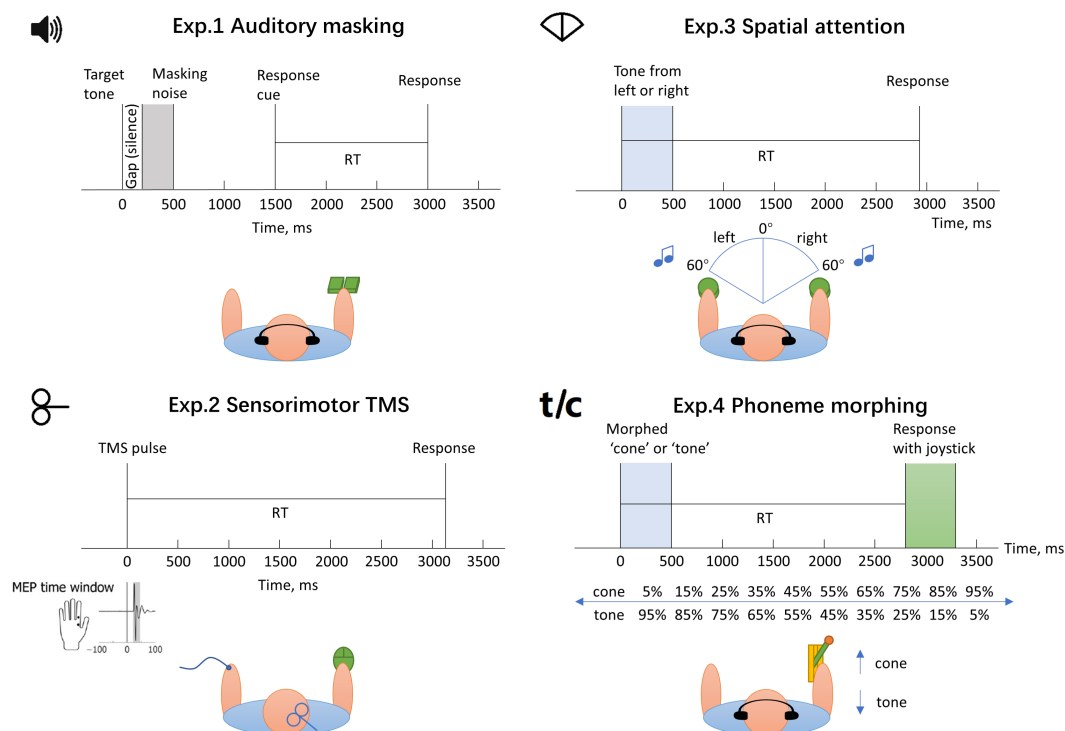 Exp.1 Auditory masking
Target tone
Masking noise
Response cue
Response
Gap (silence)
RT
0 500 1000 1500 2000 2500 3000 3500
Time, ms
Exp.3 Spatial attention
Tone from
left or right
Response
RT
0 500 1000 1500 2000 2500 3000 3500
Time, ms
0°
left right
60° 60°
Exp.2 Sensorimotor TMS
TMS pulse
Response
RT
0 500 1000 1500 2000 2500 3000 3500
Time, ms
MEP time window
−100 0 100
t/c
Exp.4 Phoneme morphing
Morphed
'cone' or 'tone'
Response
with joystick
RT
0 500 1000 1500 2000 2500 3000 3500
Time, ms
cone 5% 15% 25% 35% 45% 55% 65% 75% 85% 95%
tone 95% 85% 75% 65% 55% 45% 35% 25% 15% 5%
cone
tone